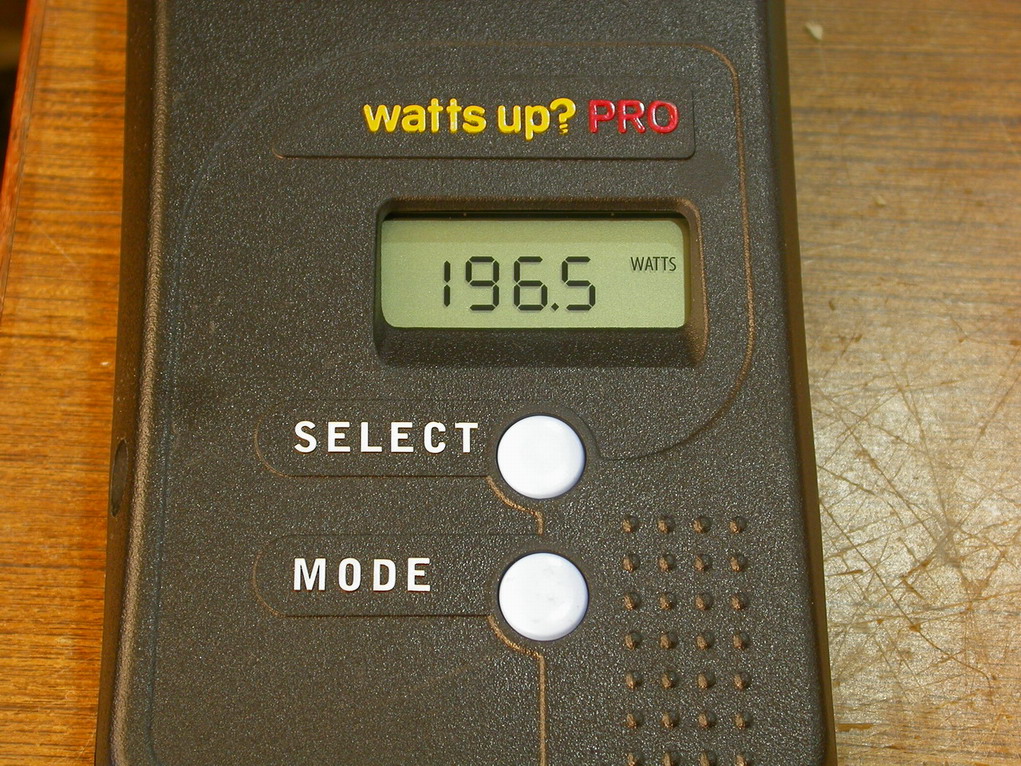 watts up? PRO
196.5 WATTS
SELECT
MODE